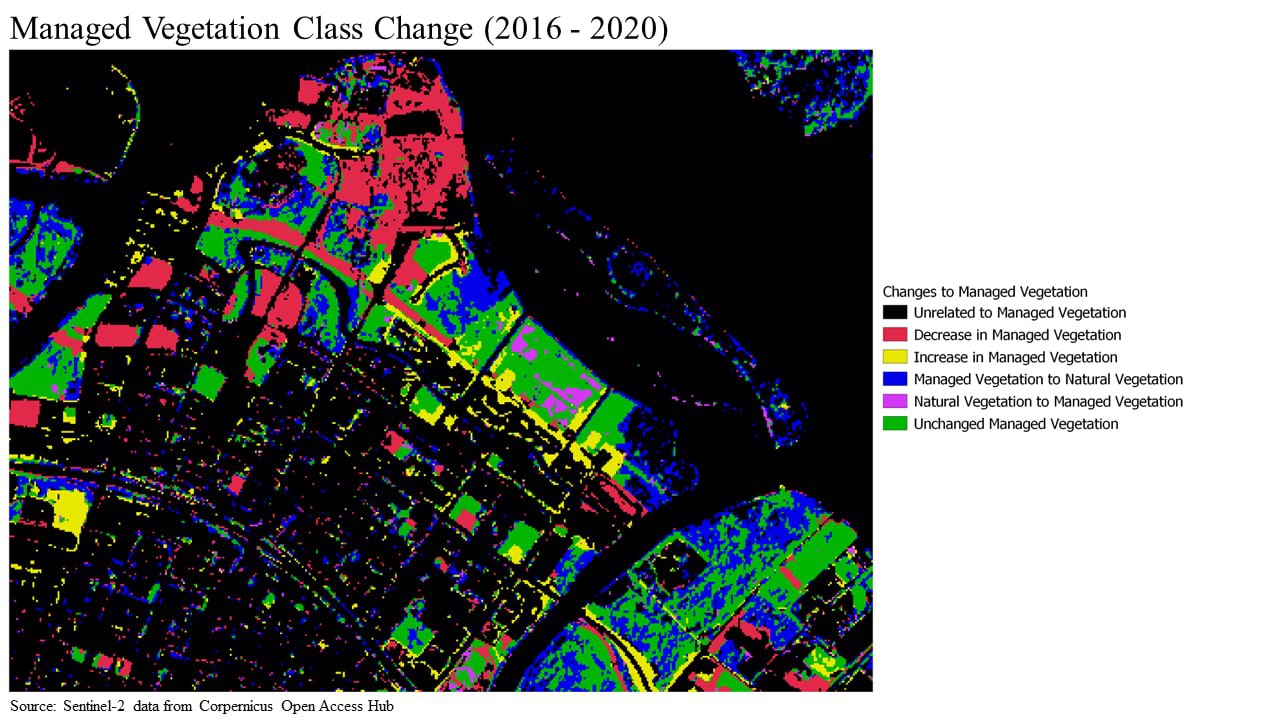 Managed Vegetation Class Change (2016 - 2020)
Changes to Managed Vegetation
Unrelated to Managed Vegetation
Decrease in Managed Vegetation
Increase in Managed Vegetation
Managed Vegetation to Natural Vegetation
Natural Vegetation to Managed Vegetation
Unchanged Managed Vegetation
Source: Sentinel-2 data from Corpernicus Open Access Hub